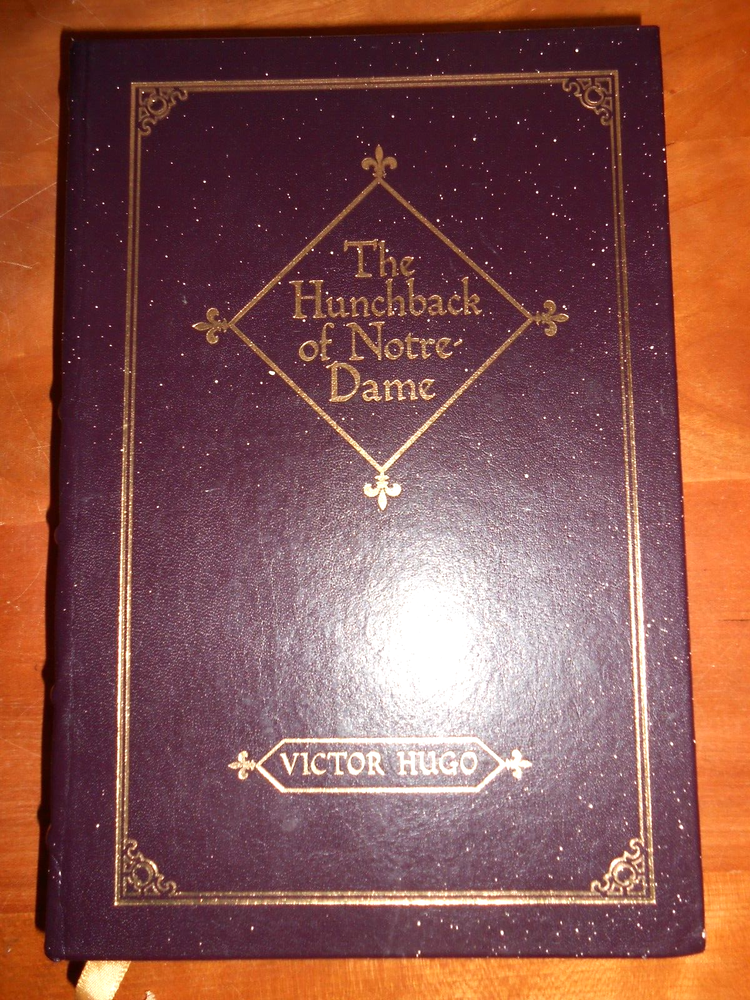 The
Hunchback
of Notre-
Dame
VICTOR HUGO